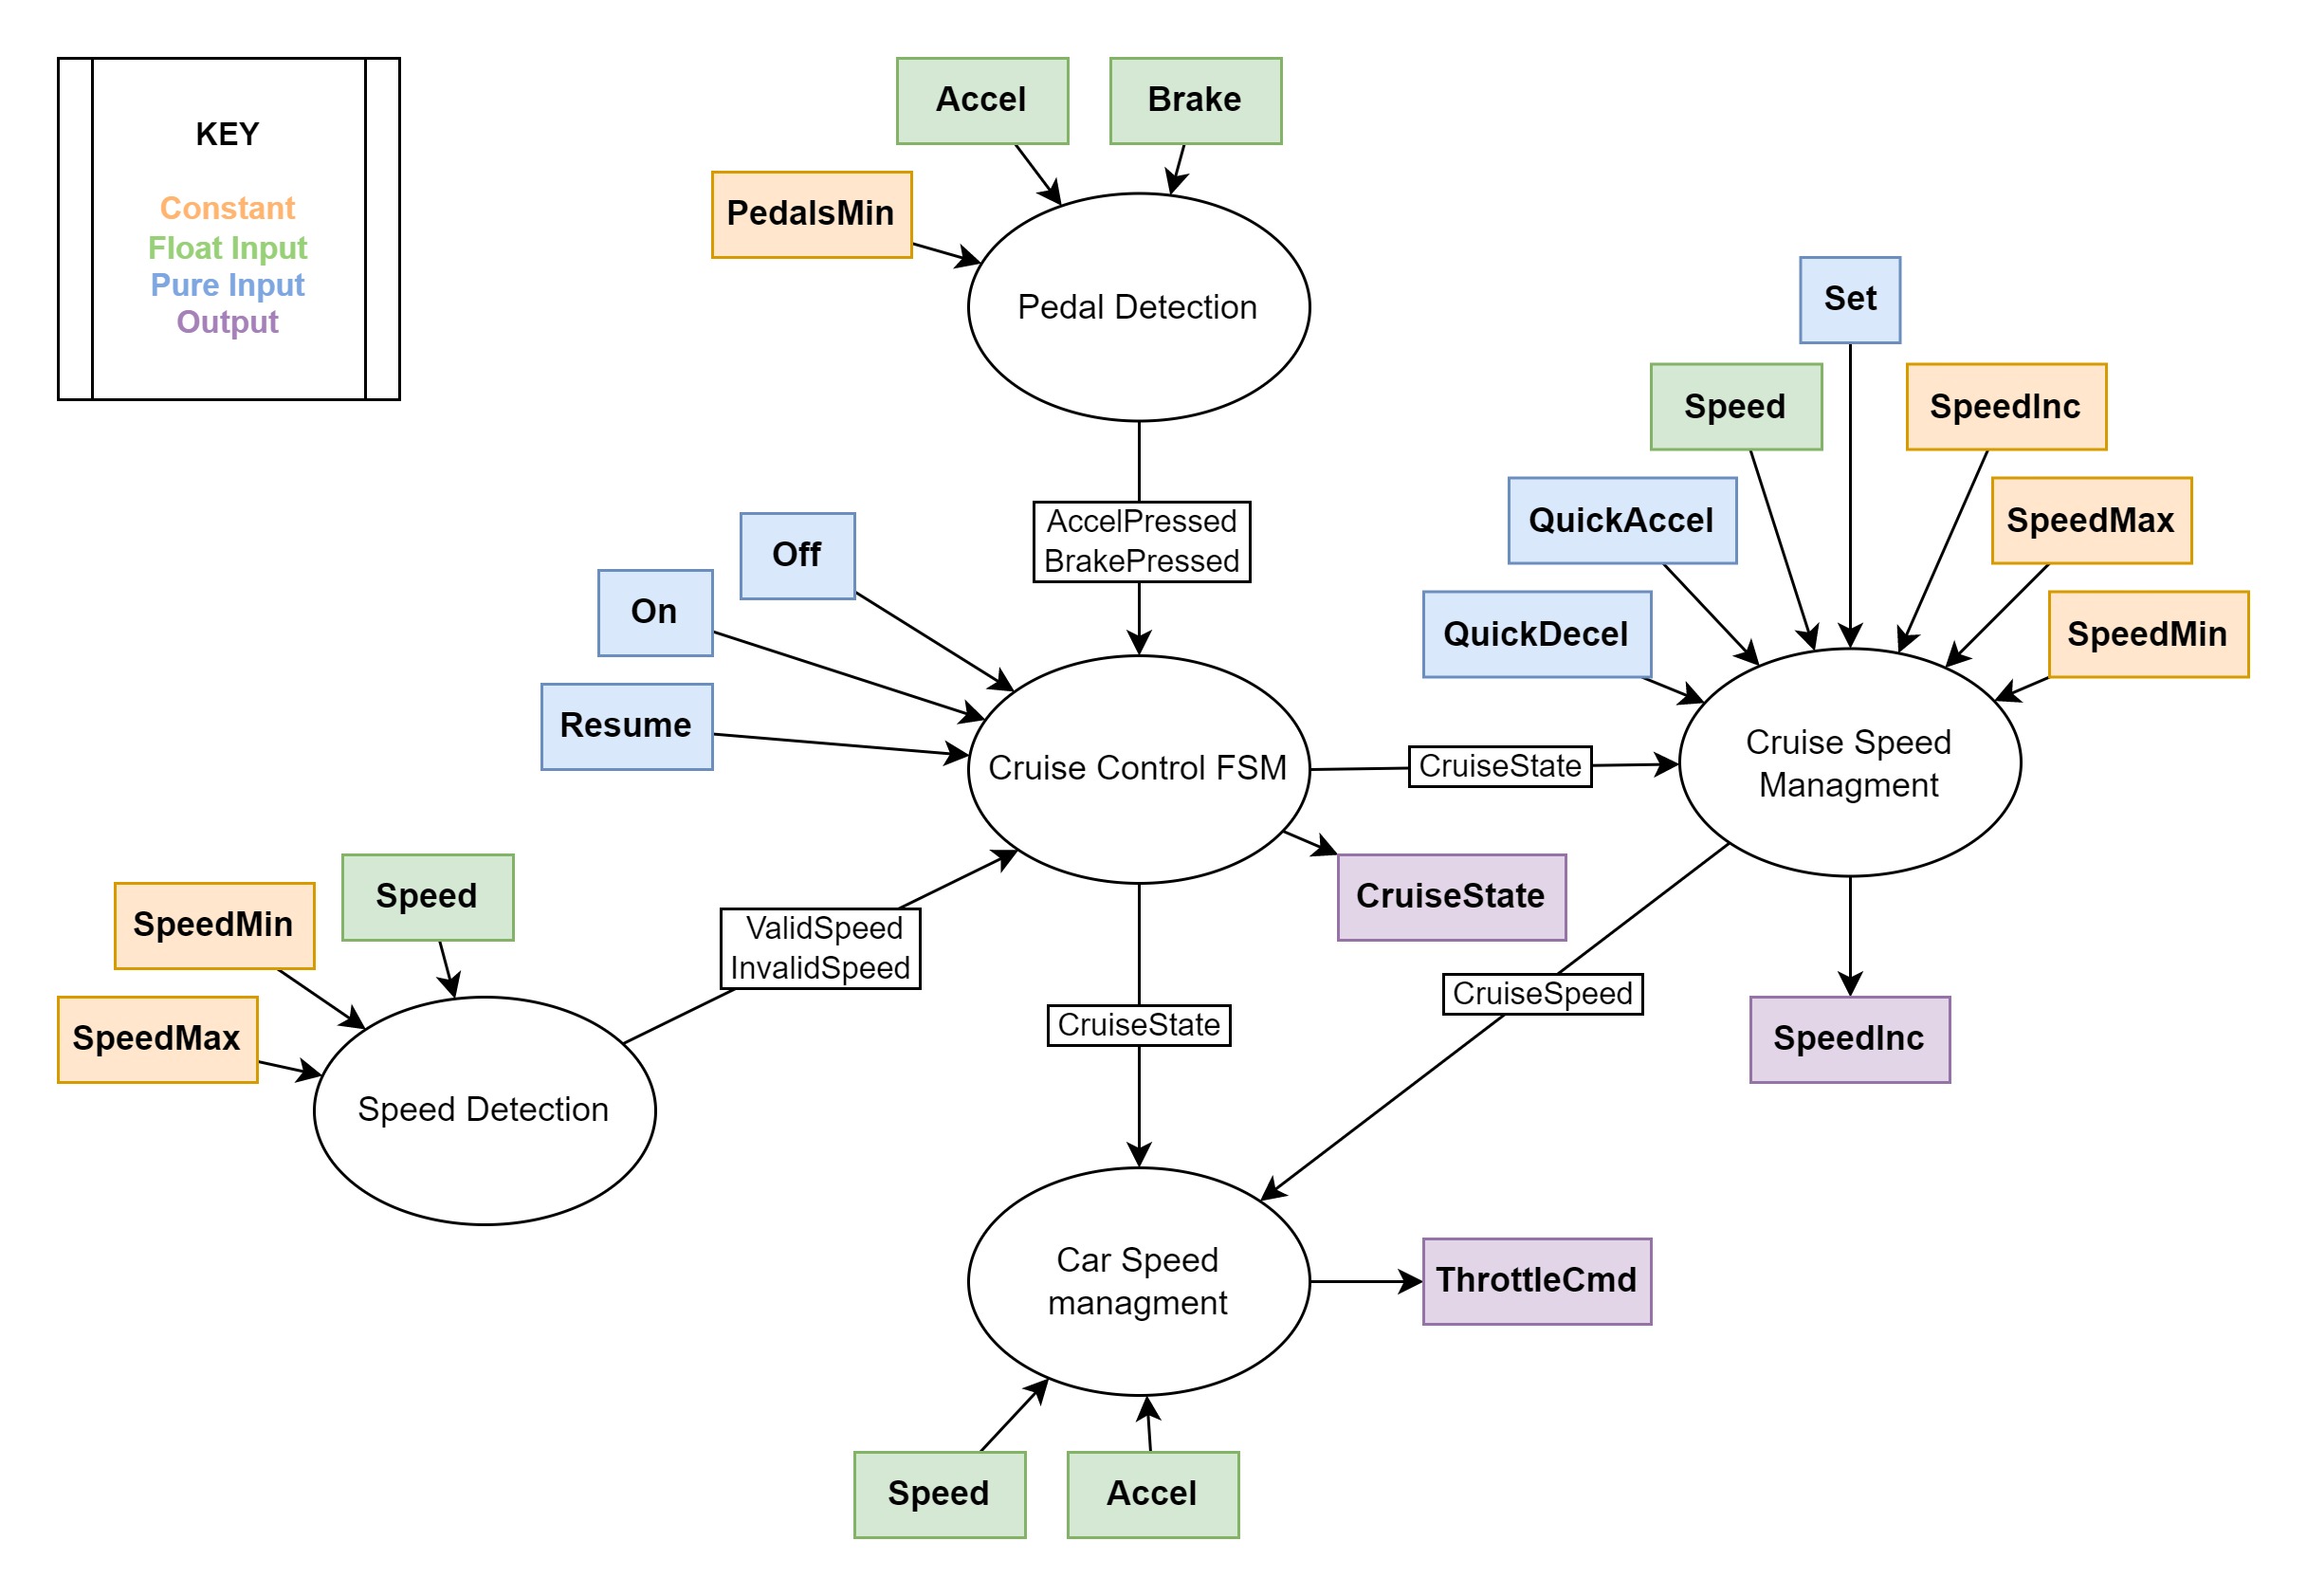 KEY
Constant
Float Input
Pure Input
Output
Accel
Brake
PedalsMin
Pedal Detection
AccelPressed
BrakePressed
Off
On
Resume
Cruise Control FSM
Set
Speed
SpeedInc
QuickAccel
SpeedMax
QuickDecel
SpeedMin
Cruise Speed
Managment
CruiseState
CruiseState
SpeedMin
Speed
SpeedMax
Speed Detection
ValidSpeed
InvalidSpeed
CruiseState
CruiseSpeed
SpeedInc
Car Speed
managment
ThrottleCmd
Speed
Accel